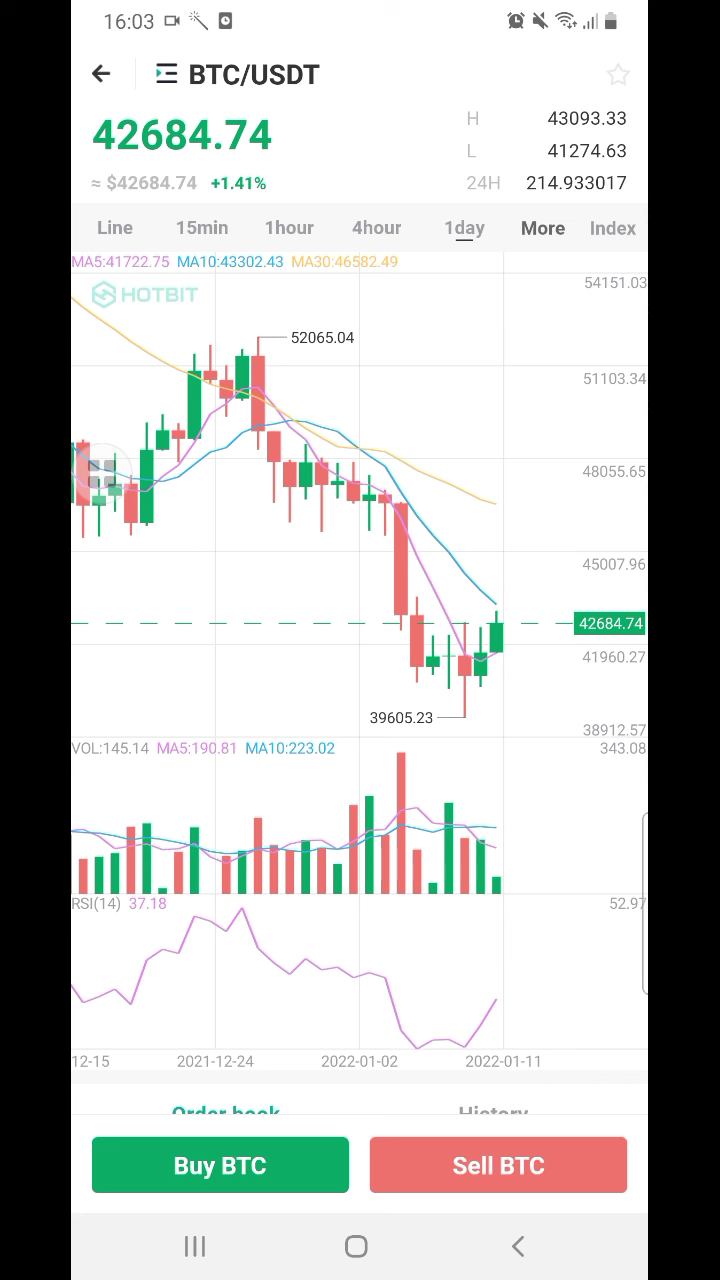 16:03
BTC/USDT
42684.74
H 43093.33
L 41274.63
≈ $42684.74 +1.41%
24H 214.933017
Line 15min 1hour 4hour 1day More Index
MA5:41722.75 MA10:43302.43 MA30:46582.49
54151.03
HOTBIT
52065.04
51103.34
48055.65
45007.96
42684.74
41960.27
39605.23
38912.57
VOL:145.14 MA5:190.81 MA10:223.02
343.08
RSI(14) 37.18
52.97
12-15 2021-12-24 2022-01-02 2022-01-11
Order book History
Buy BTC Sell BTC